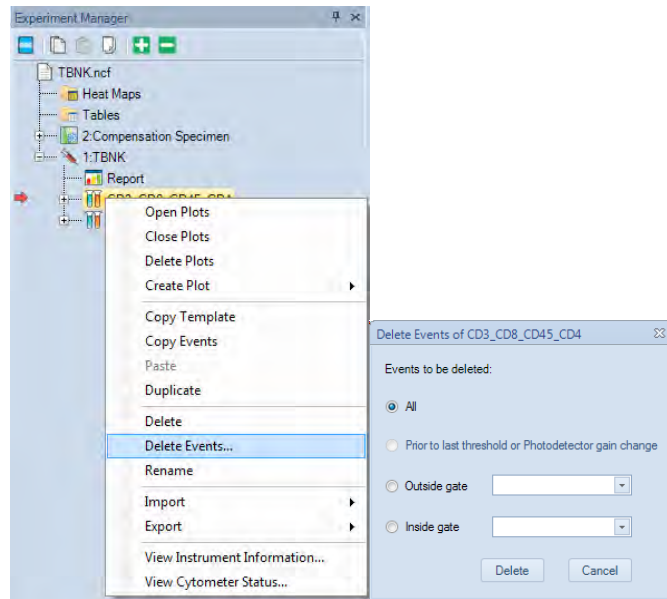 Experiment Manager
TBNK.ncf
Heat Maps
Tables
2:Compensation Specimen
1:TBNK
Report
CD3_CD8_CD45_CD4
Open Plots
Close Plots
Delete Plots
Create Plot
Copy Template
Copy Events
Paste
Duplicate
Delete
Delete Events...
Rename
Import
Export
View Instrument Information...
View Cytometer Status...
Delete Events of CD3_CD8_CD45_CD4
Events to be deleted:
All
Prior to last threshold or Photodetector gain change
Outside gate
Inside gate
Delete Cancel